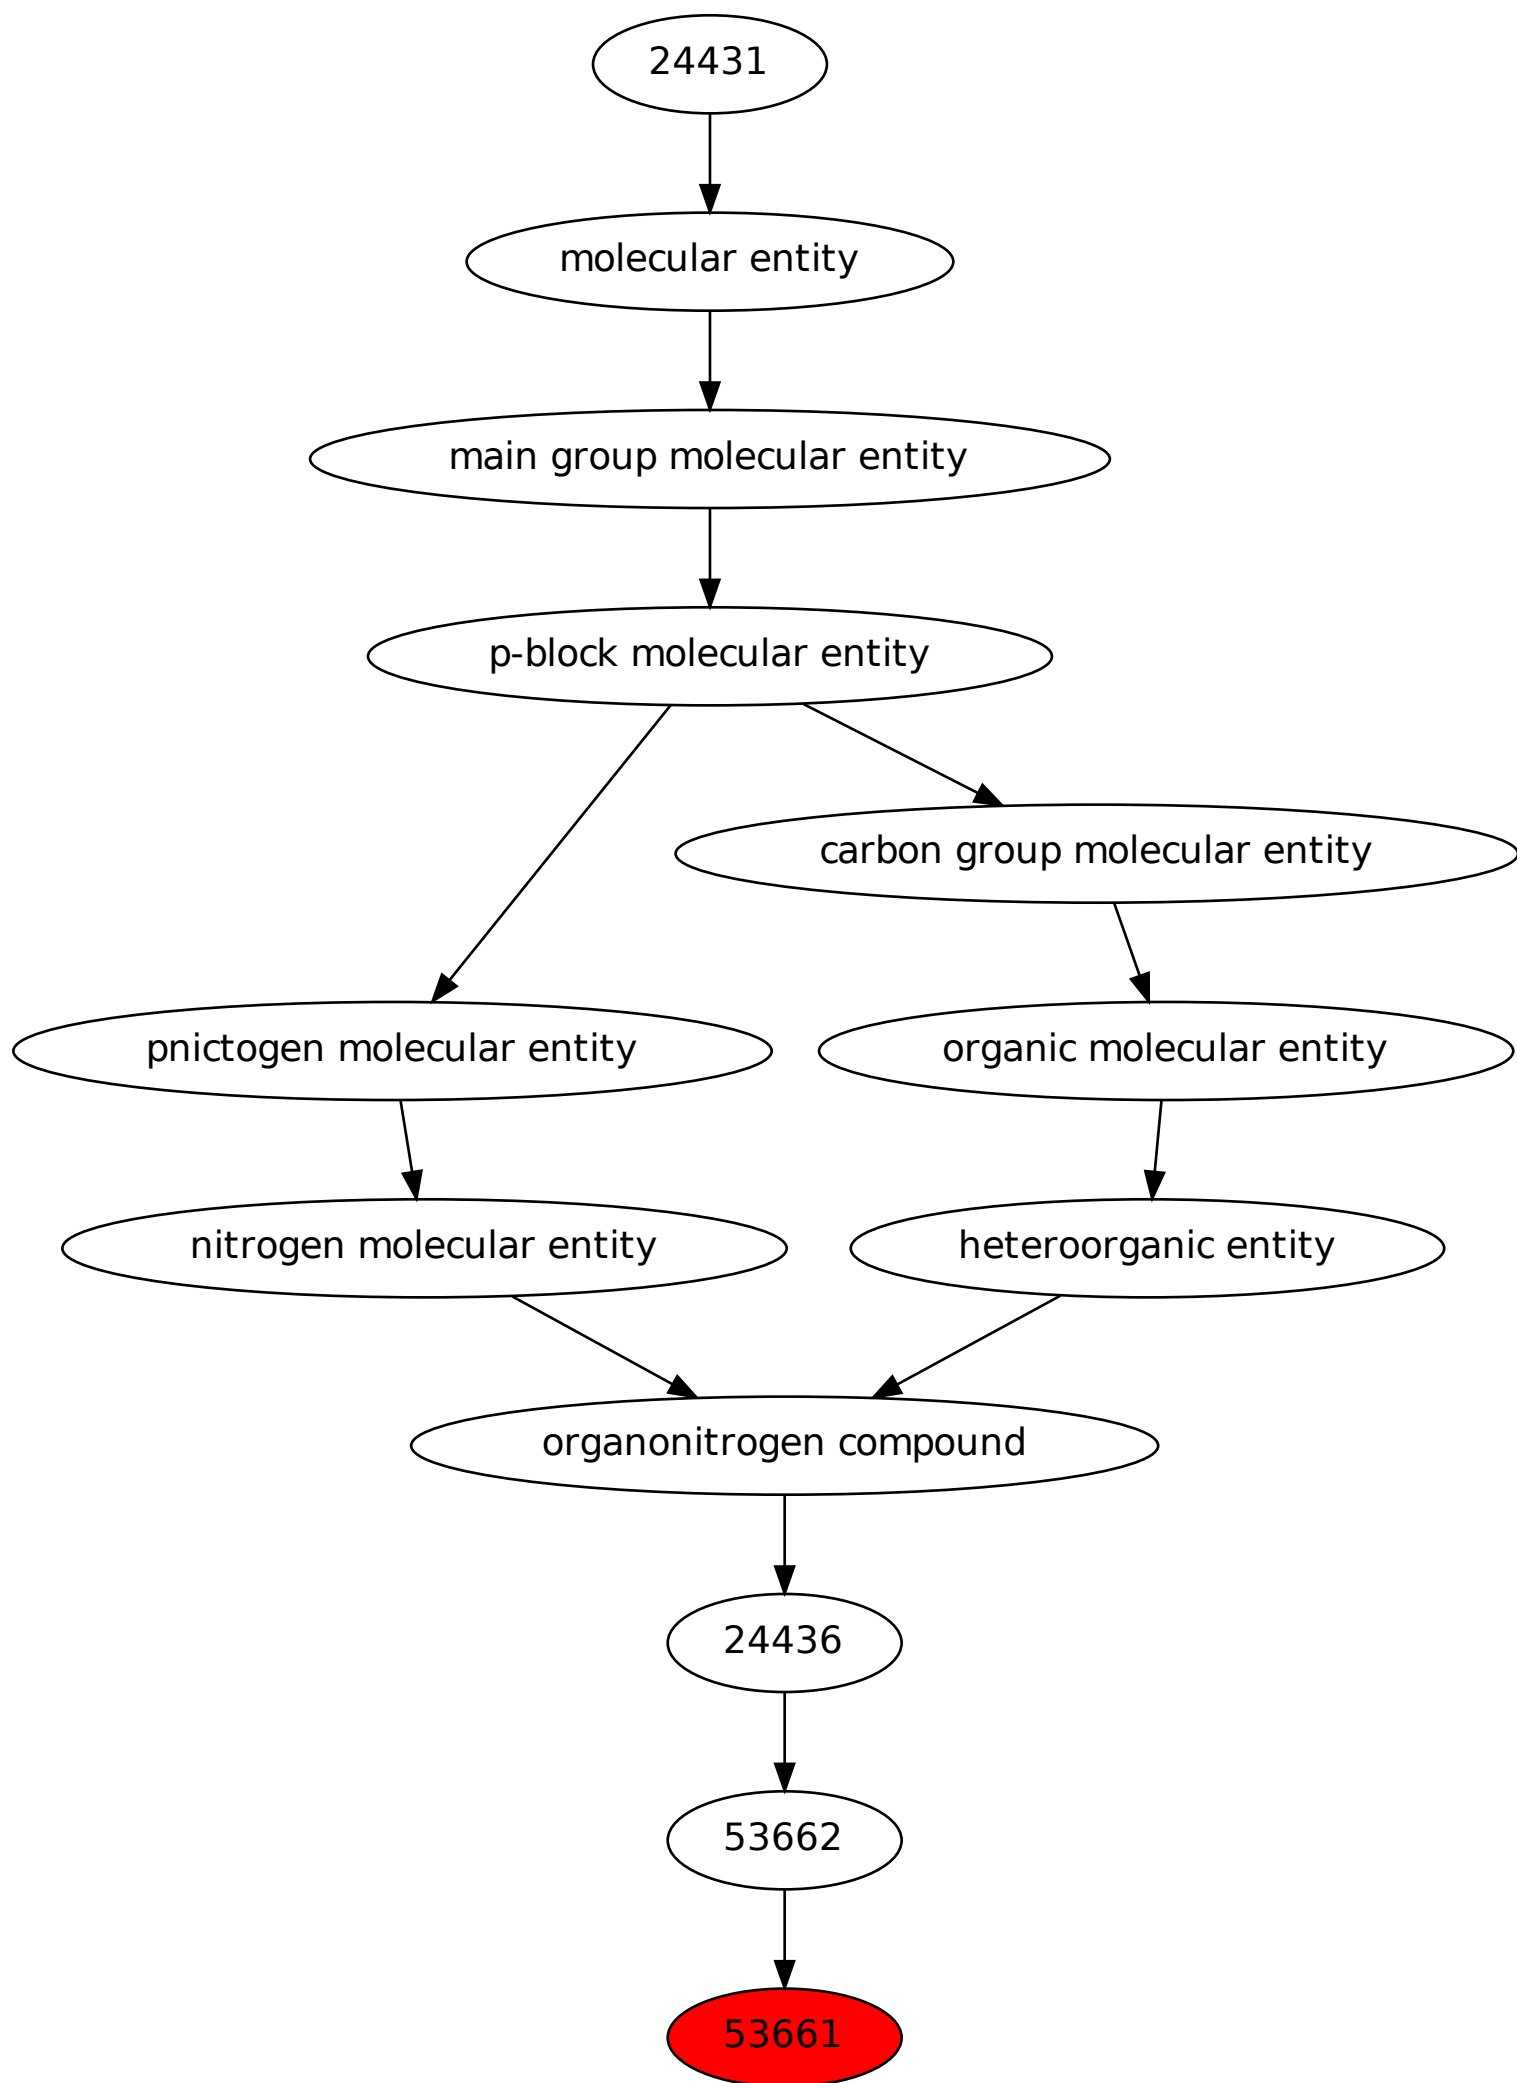 24431
molecular entity
main group molecular entity
p-block molecular entity
carbon group molecular entity
pnictogen molecular entity
organic molecular entity
nitrogen molecular entity
heteroorganic entity
organonitrogen compound
24436
53662
53661